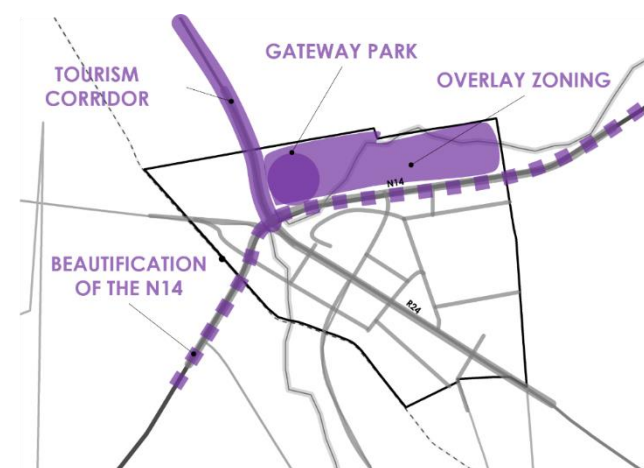 GATEWAY PARK
TOURISM
CORRIDOR
OVERLAY ZONING
N14
BEAUTIFICATION
OF THE N14
R24